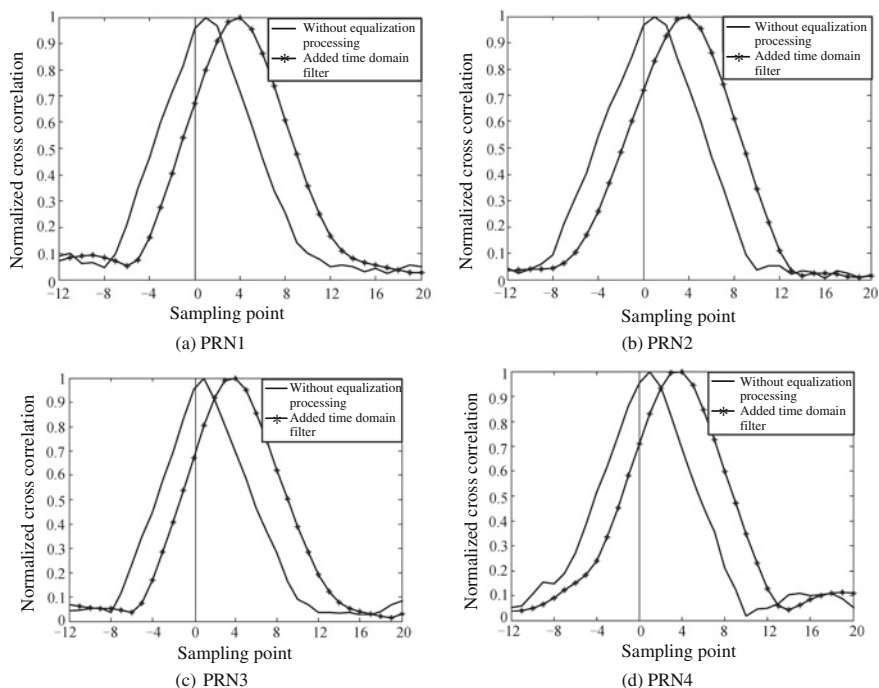 Normalized cross correlation
1
0.9
0.8
0.7
0.6
0.5
0.4
0.3
0.2
0.1
0
−12
−8
−4
0
4
8
12
16
20
Without equalization
processing
Added time domain
filter
Sampling point
(a) PRN1
Normalized cross correlation
1
0.9
0.8
0.7
0.6
0.5
0.4
0.3
0.2
0.1
0
−12
−8
−4
0
4
8
12
16
20
Without equalization
processing
Added time domain
filter
Sampling point
(b) PRN2
Normalized cross correlation
1
0.9
0.8
0.7
0.6
0.5
0.4
0.3
0.2
0.1
0
−12
−8
−4
0
4
8
12
16
20
Without equalization
processing
Added time domain
filter
Sampling point
(c) PRN3
Normalized cross correlation
1
0.9
0.8
0.7
0.6
0.5
0.4
0.3
0.2
0.1
0
−12
−8
−4
0
4
8
12
16
20
Without equalization
processing
Added time domain
filter
Sampling point
(d) PRN4